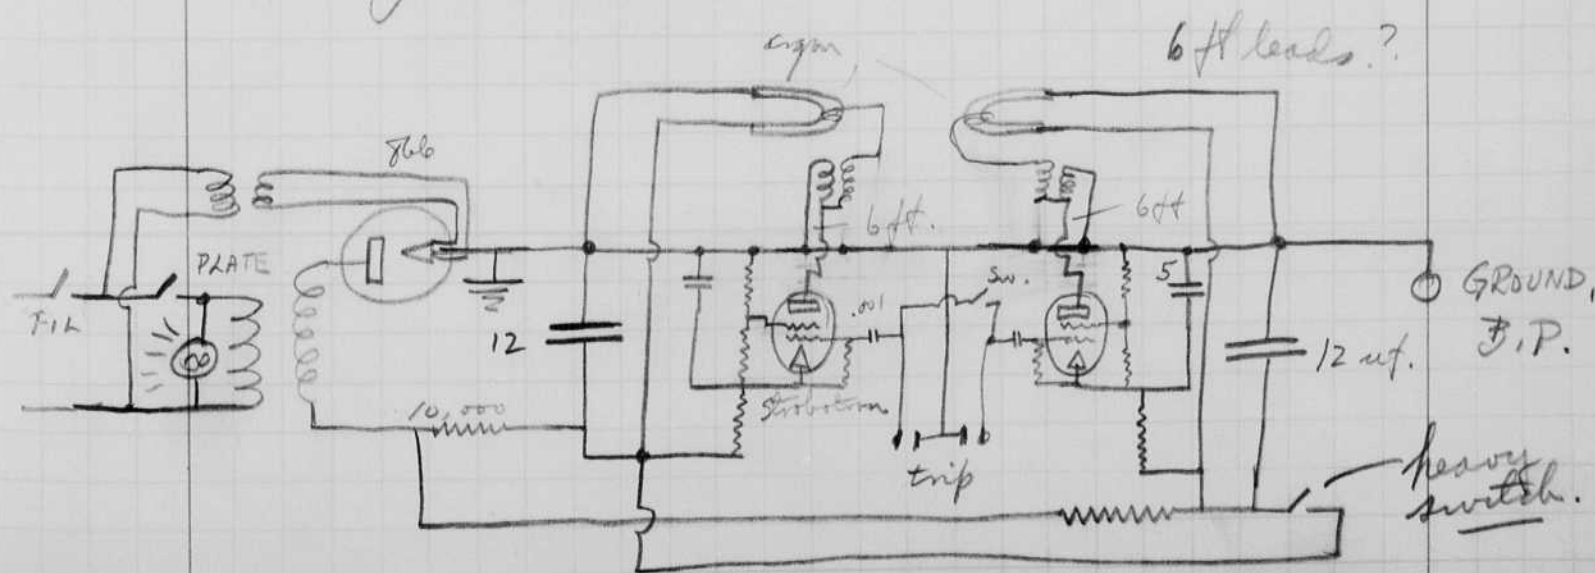 6 ft leads?
866
6 ft.
6 ft
PLATE
Sw.
5
GROUND,
B.P.
FIL
.001
12
12 uf.
10,000
Strobotron
trip
heavy
switch.